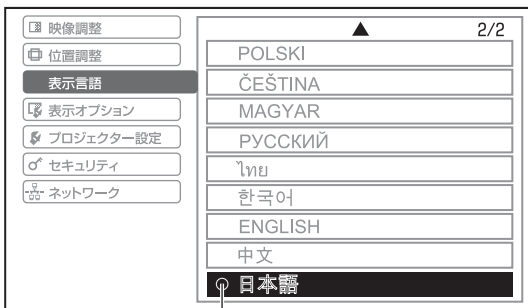 映像調整
位置調整
表示言語
表示オプション
プロジェクター設定
セキュリティ
ネットワーク
▲ 2/2
POLSKI
ČEŠTINA
MAGYAR
РУССКИЙ
ไทย
한국어
ENGLISH
中文
日本語